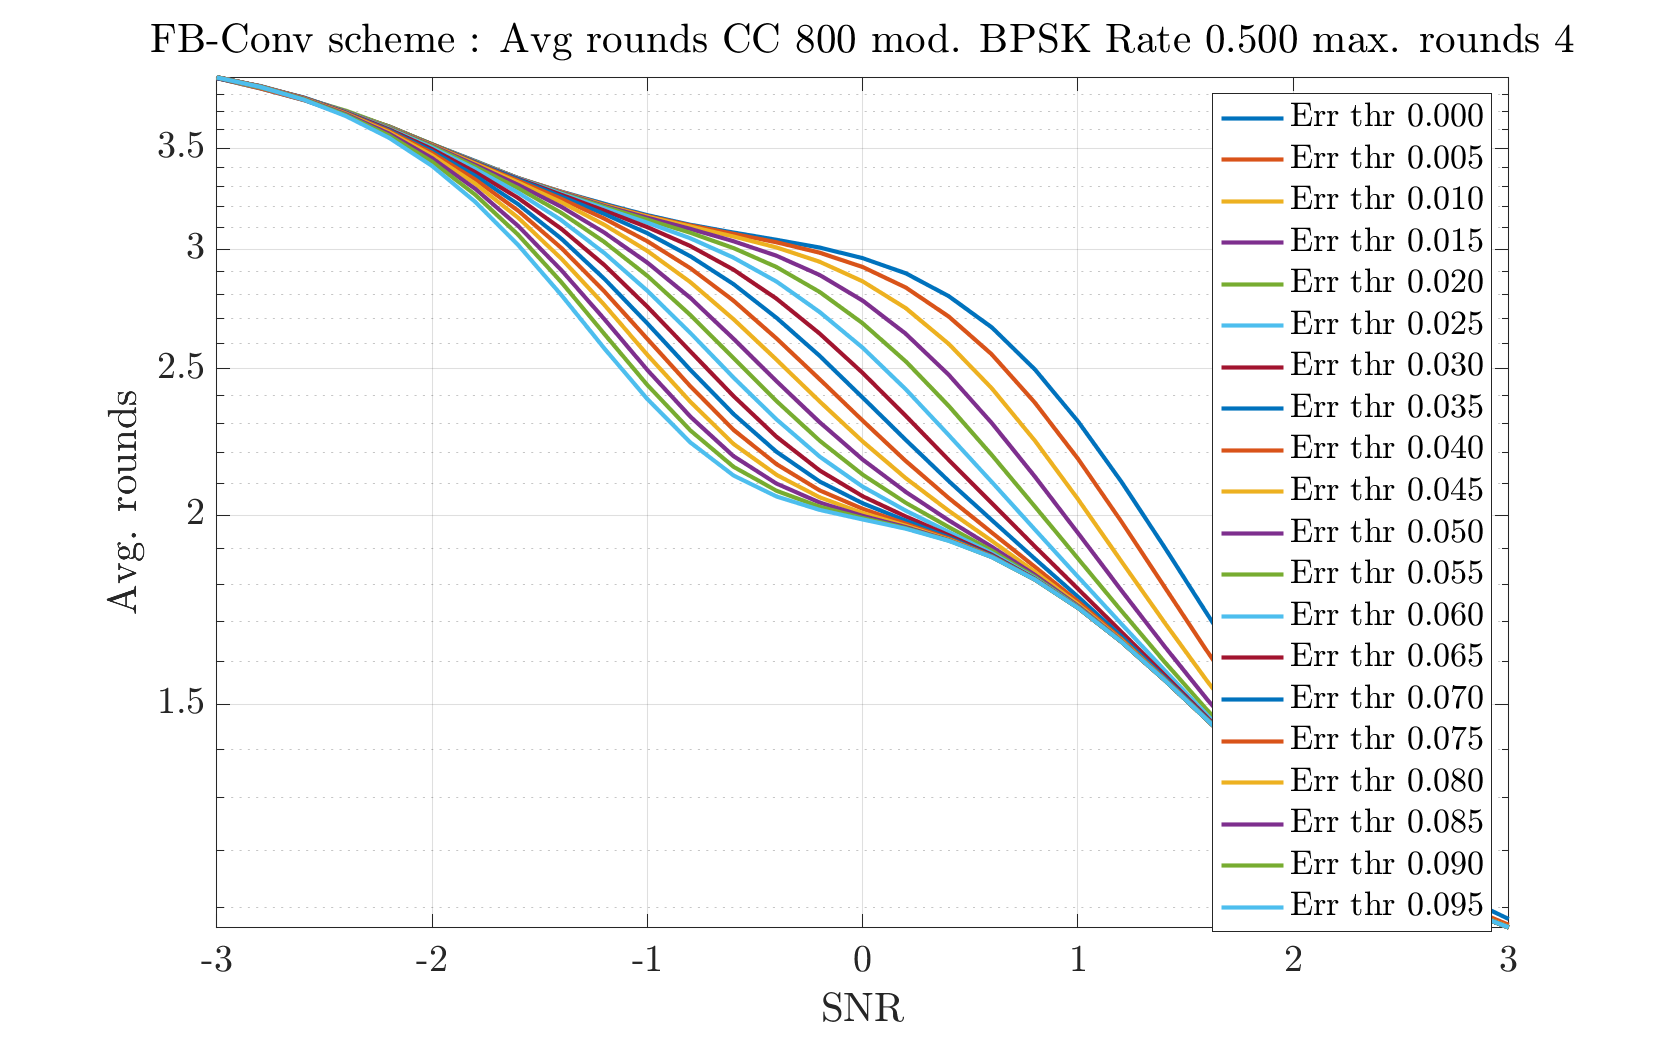 FB-Conv scheme : Avg rounds CC 800 mod. BPSK Rate 0.500 max. rounds 4
3.5
3
2.5
2
1.5
Avg. rounds
-3
-2
-1
0
1
2
3
SNR
Err thr 0.000
Err thr 0.005
Err thr 0.010
Err thr 0.015
Err thr 0.020
Err thr 0.025
Err thr 0.030
Err thr 0.035
Err thr 0.040
Err thr 0.045
Err thr 0.050
Err thr 0.055
Err thr 0.060
Err thr 0.065
Err thr 0.070
Err thr 0.075
Err thr 0.080
Err thr 0.085
Err thr 0.090
Err thr 0.095